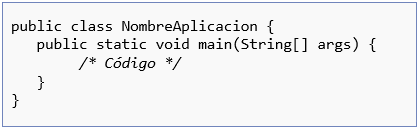 public class NombreAplicacion {
public static void main(String[] args) {
/* Código */
}
}